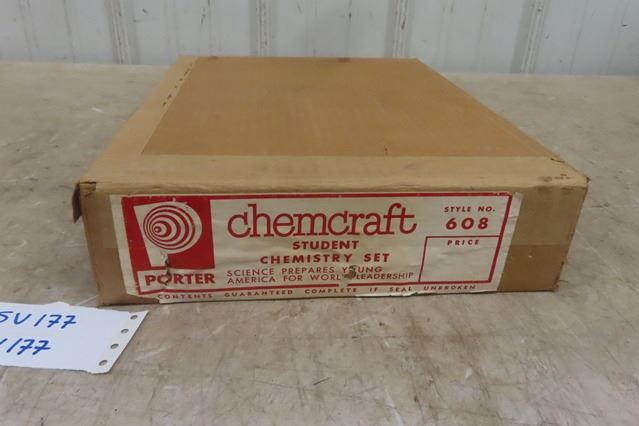 PORTER
chemcraft
STUDENT
CHEMISTRY SET
SCIENCE PREPARES YOUNG
AMERICA FOR WORLD LEADERSHIP
STYLE NO.
608
PRICE
CONTENTS GUARANTEED COMPLETE IF SEAL UNBROKEN
SU177
177